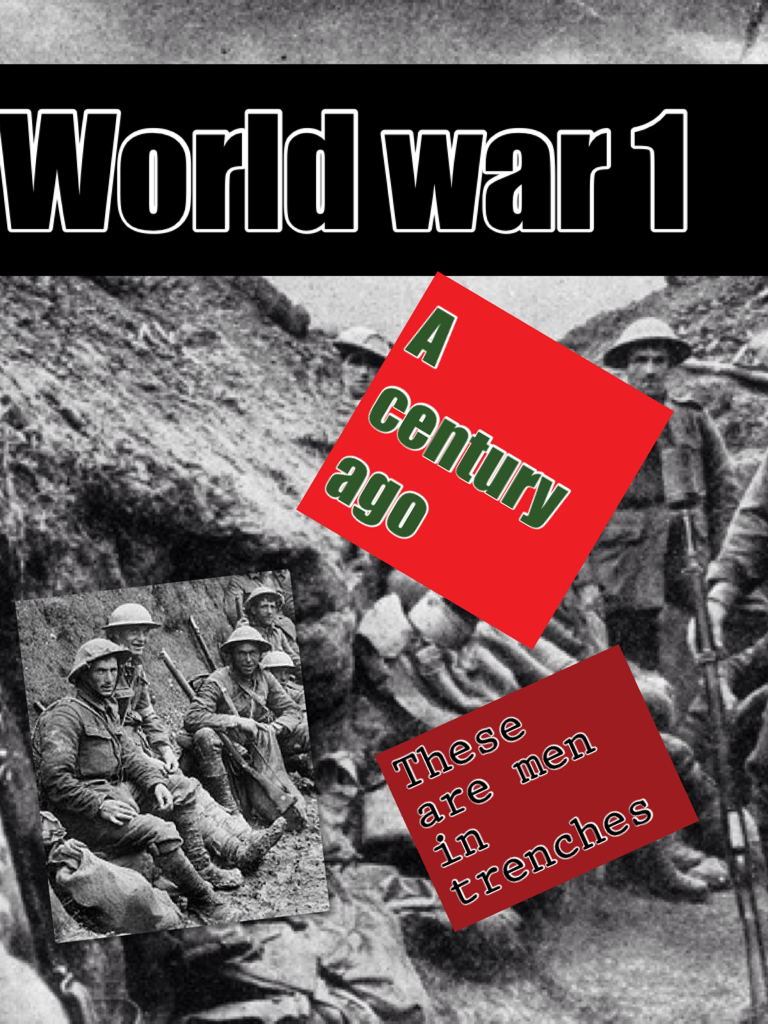 World war 1
A
century
ago
These
are men
in
trenches